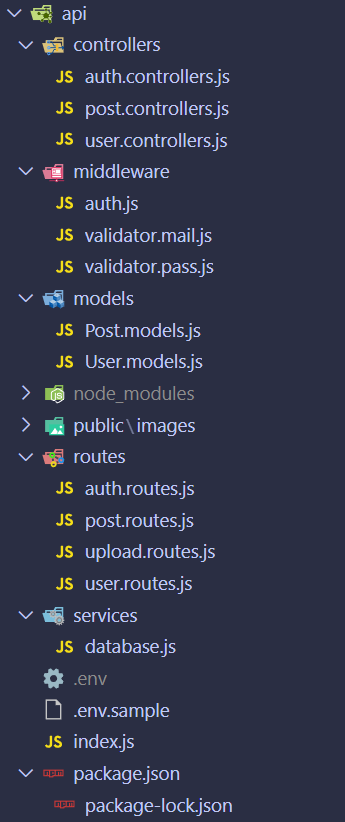 api
controllers
JS auth.controllers.js
JS post.controllers.js
JS user.controllers.js
middleware
JS auth.js
JS validator.mail.js
JS validator.pass.js
models
JS Post.models.js
JS User.models.js
node_modules
public\images
routes
JS auth.routes.js
JS post.routes.js
JS upload.routes.js
JS user.routes.js
services
JS database.js
.env
.env.sample
JS index.js
package.json
package-lock.json